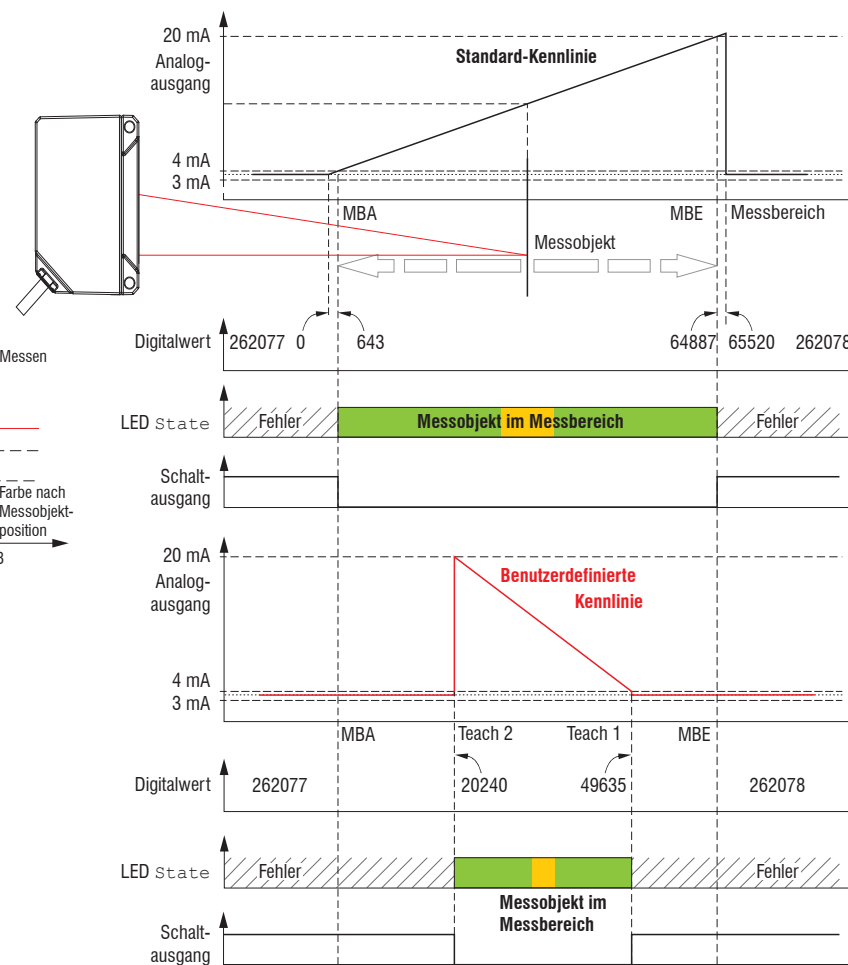 20 mA
Analog-
ausgang
Standard-Kennlinie
4 mA
3 mA
MBA
MBE
Messbereich
Messobjekt
Digitalwert
262077
0
643
64887
65520
262078
Messen
LED State
Fehler
Messobjekt im Messbereich
Fehler
Schalt-
ausgang
Farbe nach
Messobjekt-
position
20 mA
Analog-
ausgang
Benutzerdefinierte
Kennlinie
4 mA
3 mA
MBA
Teach 2
Teach 1
MBE
Digitalwert
262077
20240
49635
262078
LED State
Fehler
Fehler
Messobjekt im
Messbereich
Schalt-
ausgang